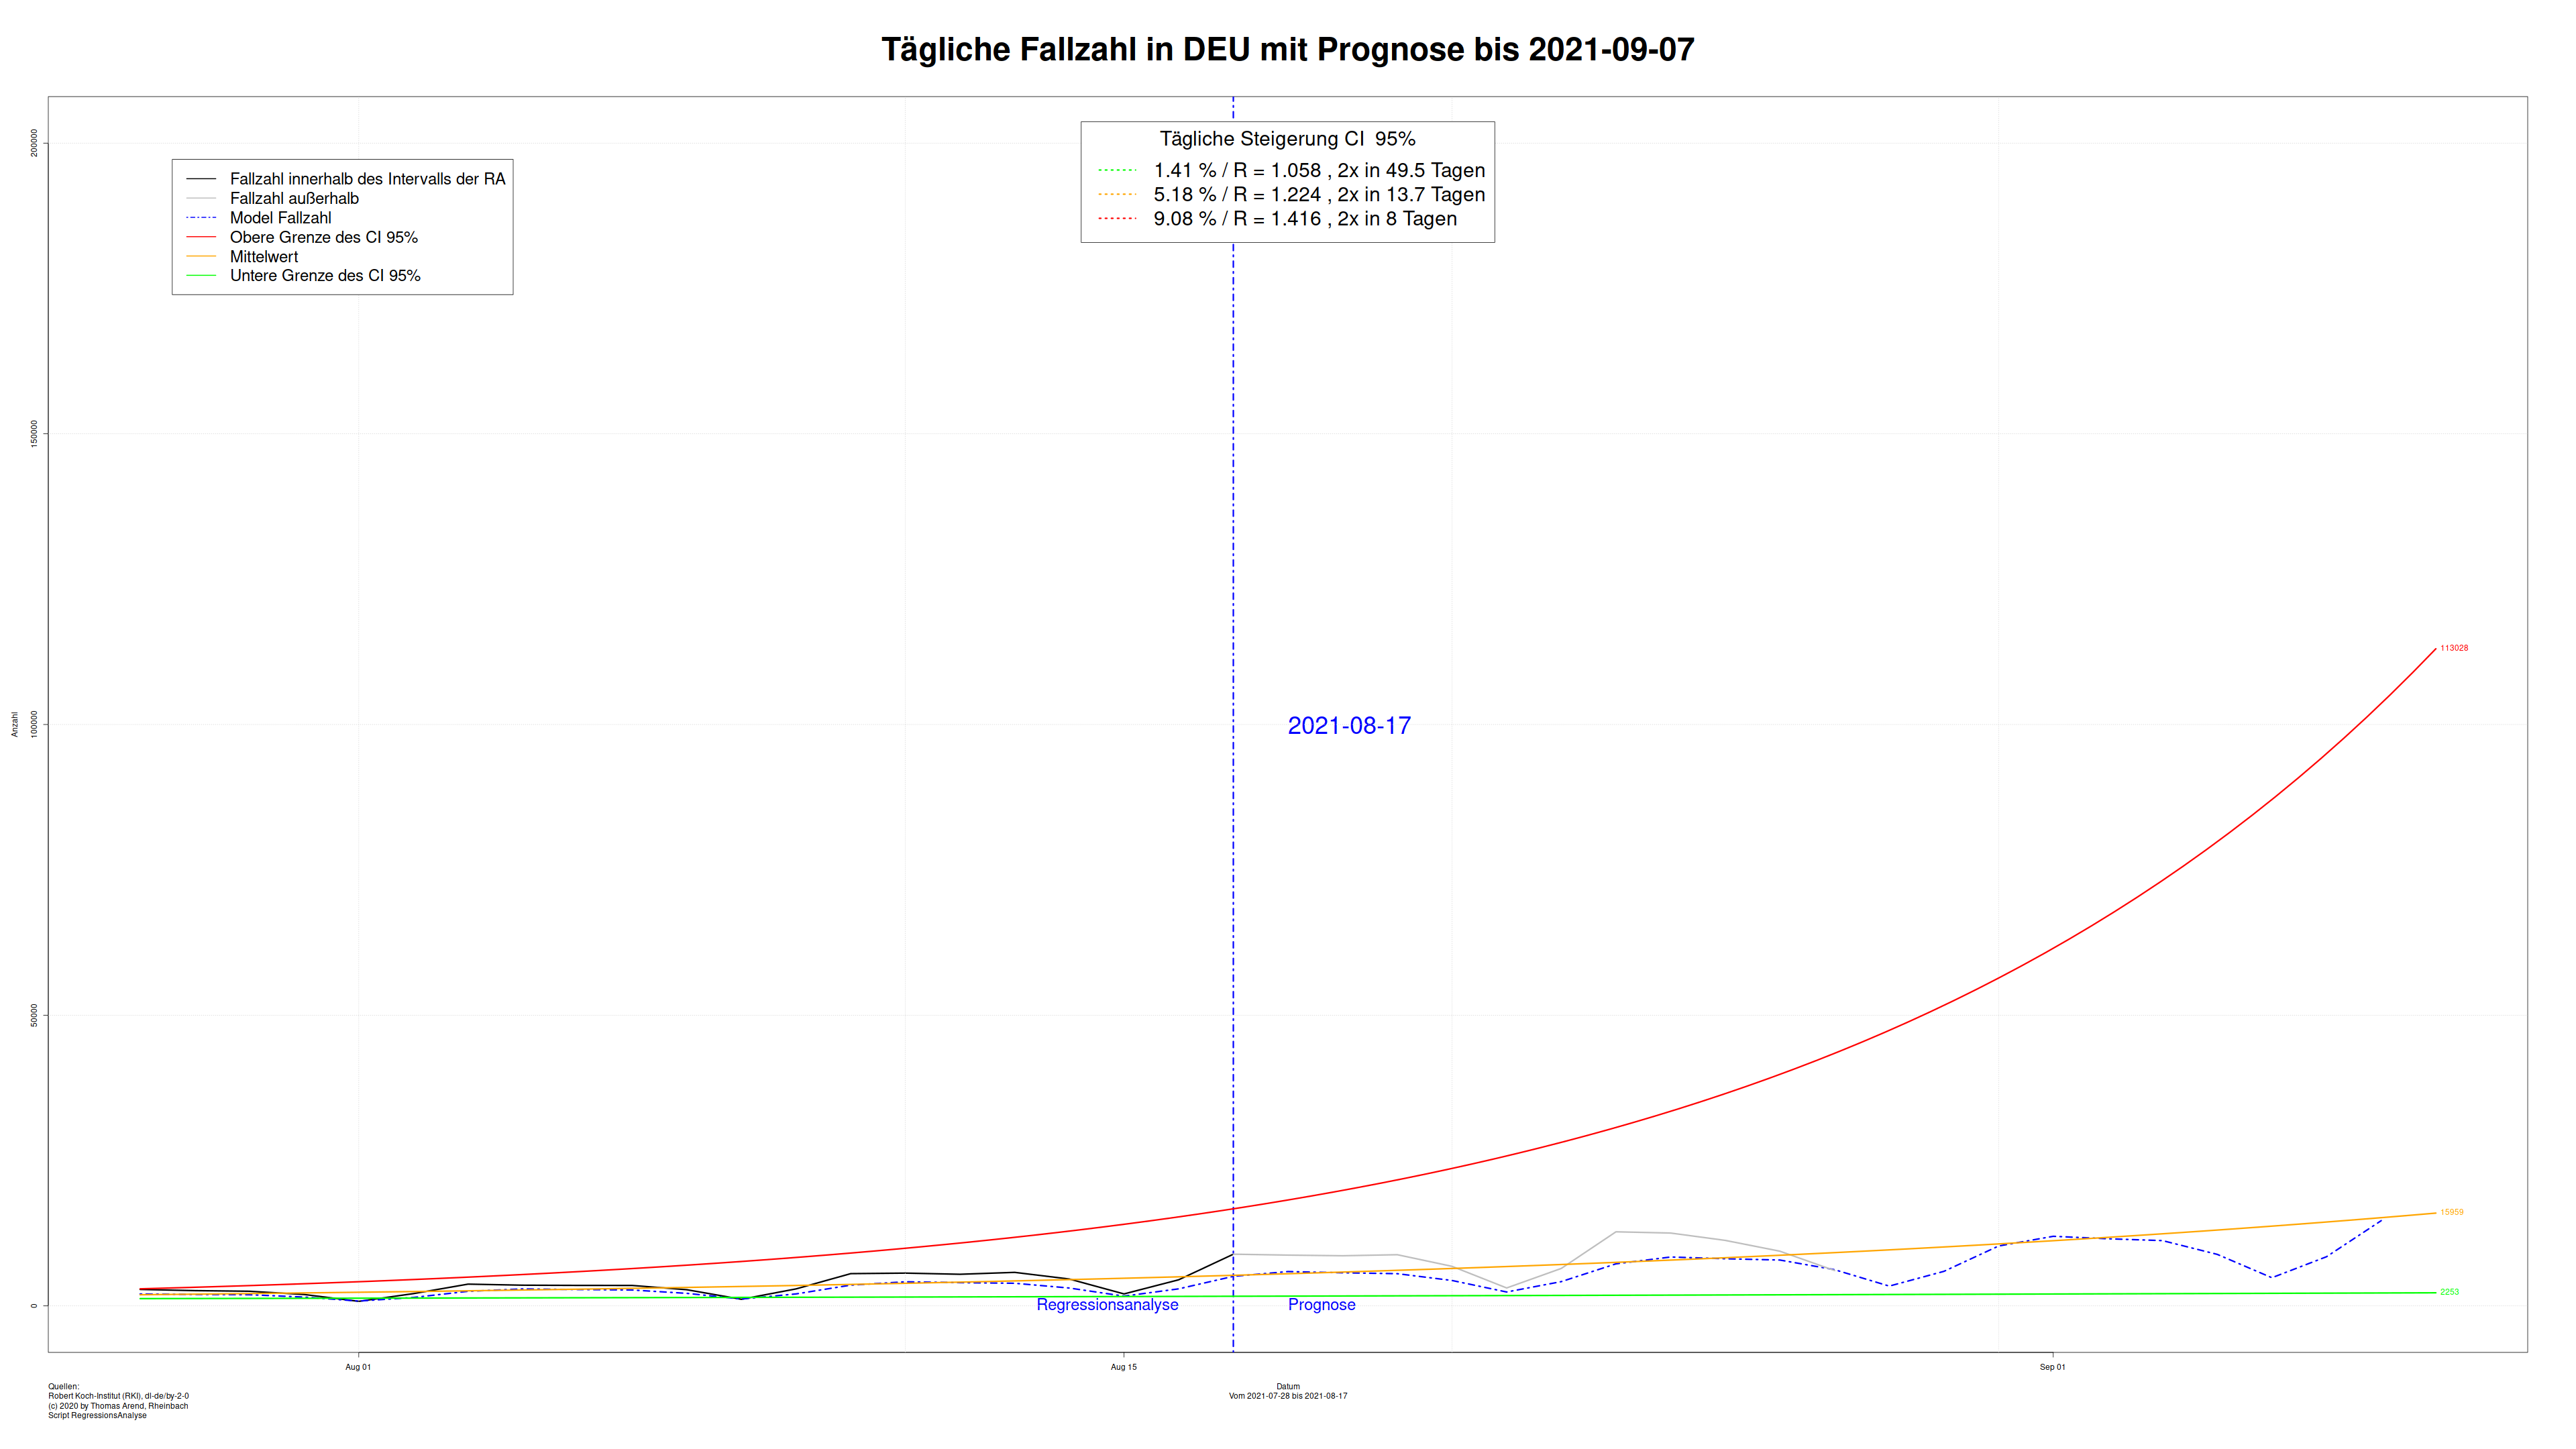 Tägliche Fallzahl in DEU mit Prognose bis 2021-09-07
Fallzahl innerhalb des Intervalls der RA
Fallzahl außerhalb
Model Fallzahl
Obere Grenze des CI 95%
Mittelwert
Untere Grenze des CI 95%
Tägliche Steigerung CI  95%
1.41 % / R = 1.058 , 2x in 49.5 Tagen
5.18 % / R = 1.224 , 2x in 13.7 Tagen
9.08 % / R = 1.416 , 2x in 8 Tagen
Anzahl
200000
150000
100000
50000
0
2021-08-17
113028
15959
2253
Regressionsanalyse
Prognose
Aug 01
Aug 15
Sep 01
Datum
Vom 2021-07-28 bis 2021-08-17
Quellen:
Robert Koch-Institut (RKI), dl-de/by-2-0
(c) 2020 by Thomas Arend, Rheinbach
Script RegressionsAnalyse